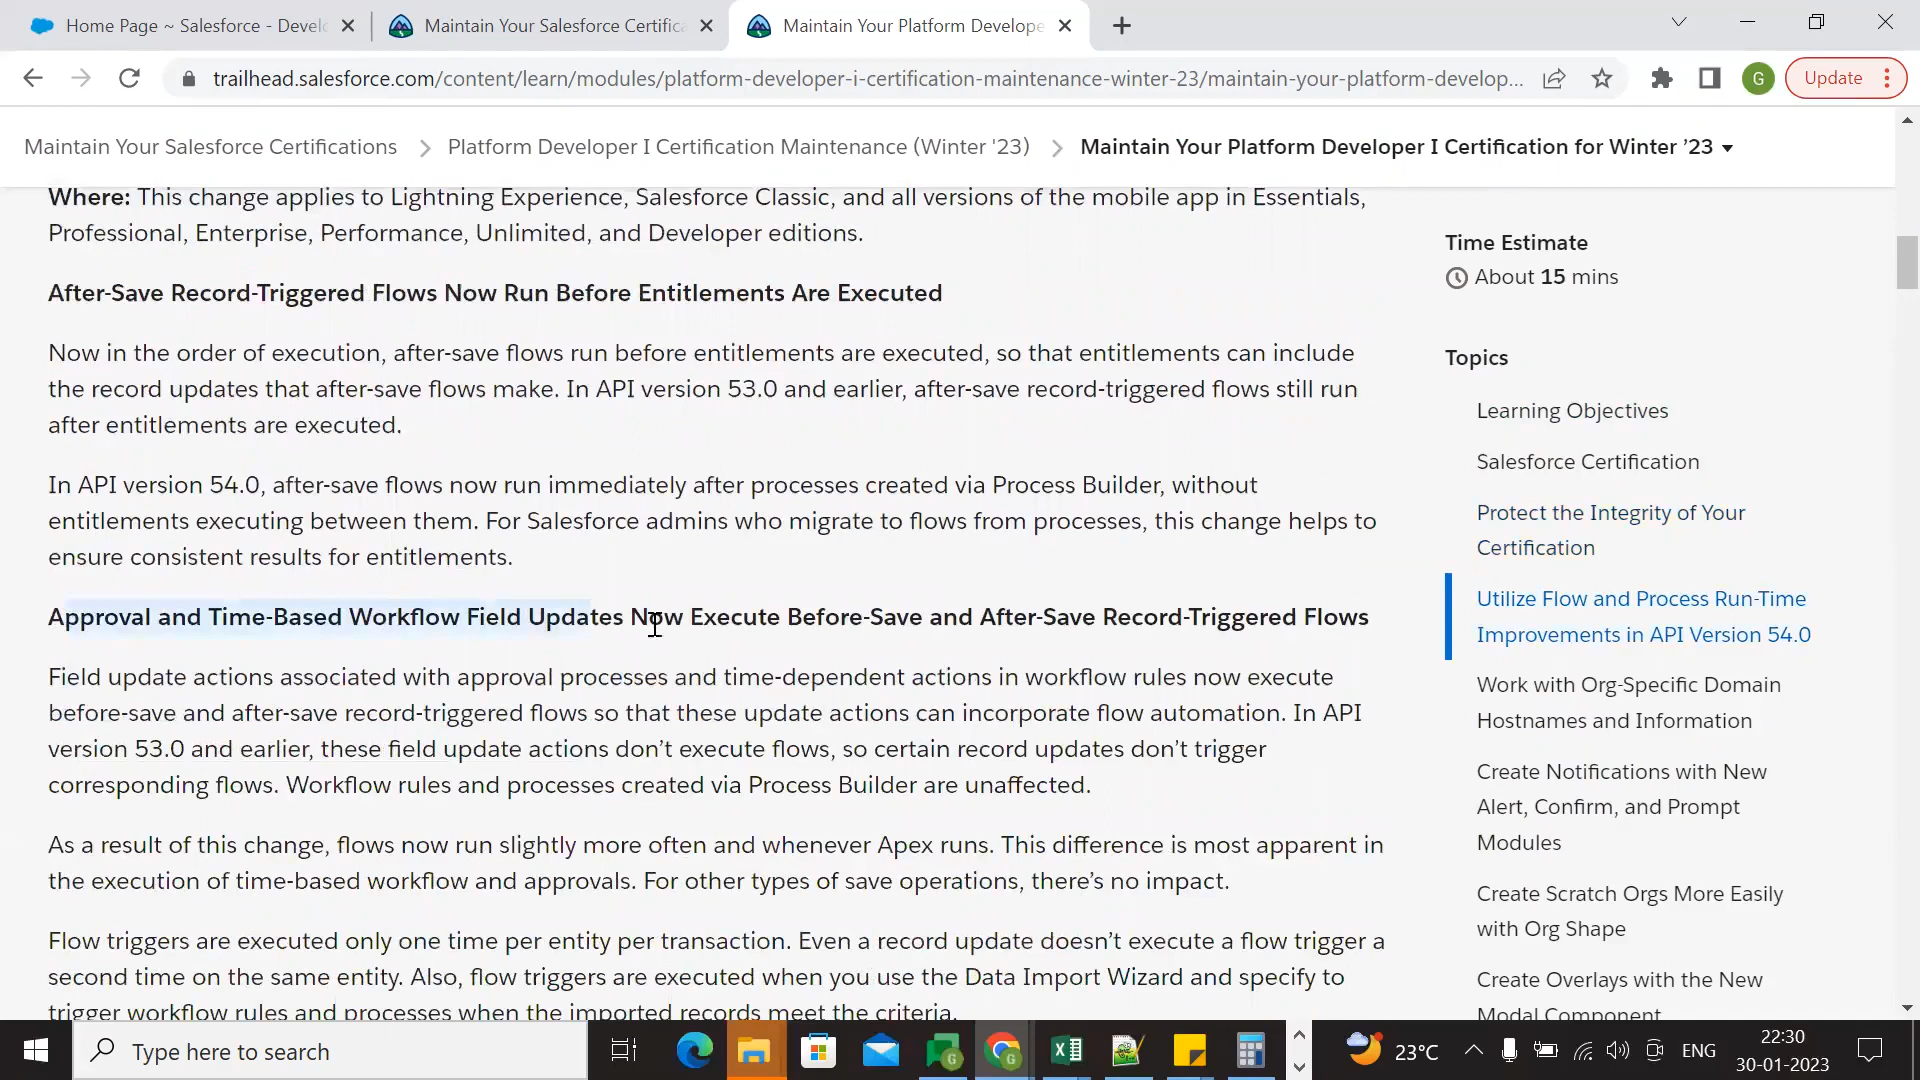 Home Page ~ Salesforce - Devel
Maintain Your Salesforce Certifica
Maintain Your Platform Develope
trailhead.salesforce.com/content/learn/modules/platform-developer-i-certification-maintenance-winter-23/maintain-your-platform-develop...
G
Update
Maintain Your Salesforce Certifications
Platform Developer I Certification Maintenance (Winter '23)
Maintain Your Platform Developer I Certification for Winter ’23
Where: This change applies to Lightning Experience, Salesforce Classic, and all versions of the mobile app in Essentials,
Professional, Enterprise, Performance, Unlimited, and Developer editions.
After-Save Record-Triggered Flows Now Run Before Entitlements Are Executed
Now in the order of execution, after-save flows run before entitlements are executed, so that entitlements can include
the record updates that after-save flows make. In API version 53.0 and earlier, after-save record-triggered flows still run
after entitlements are executed.
In API version 54.0, after-save flows now run immediately after processes created via Process Builder, without
entitlements executing between them. For Salesforce admins who migrate to flows from processes, this change helps to
ensure consistent results for entitlements.
Approval and Time-Based Workflow Field Updates Now Execute Before-Save and After-Save Record-Triggered Flows
Field update actions associated with approval processes and time-dependent actions in workflow rules now execute
before-save and after-save record-triggered flows so that these update actions can incorporate flow automation. In API
version 53.0 and earlier, these field update actions don’t execute flows, so certain record updates don’t trigger
corresponding flows. Workflow rules and processes created via Process Builder are unaffected.
As a result of this change, flows now run slightly more often and whenever Apex runs. This difference is most apparent in
the execution of time-based workflow and approvals. For other types of save operations, there’s no impact.
Flow triggers are executed only one time per entity per transaction. Even a record update doesn’t execute a flow trigger a
second time on the same entity. Also, flow triggers are executed when you use the Data Import Wizard and specify to
trigger workflow rules and processes when the imported records meet the criteria.
Time Estimate
About 15 mins
Topics
Learning Objectives
Salesforce Certification
Protect the Integrity of Your
Certification
Utilize Flow and Process Run-Time
Improvements in API Version 54.0
Work with Org-Specific Domain
Hostnames and Information
Create Notifications with New
Alert, Confirm, and Prompt
Modules
Create Scratch Orgs More Easily
with Org Shape
Create Overlays with the New
Modal Component
Type here to search
23°C
ENG
22:30
30-01-2023